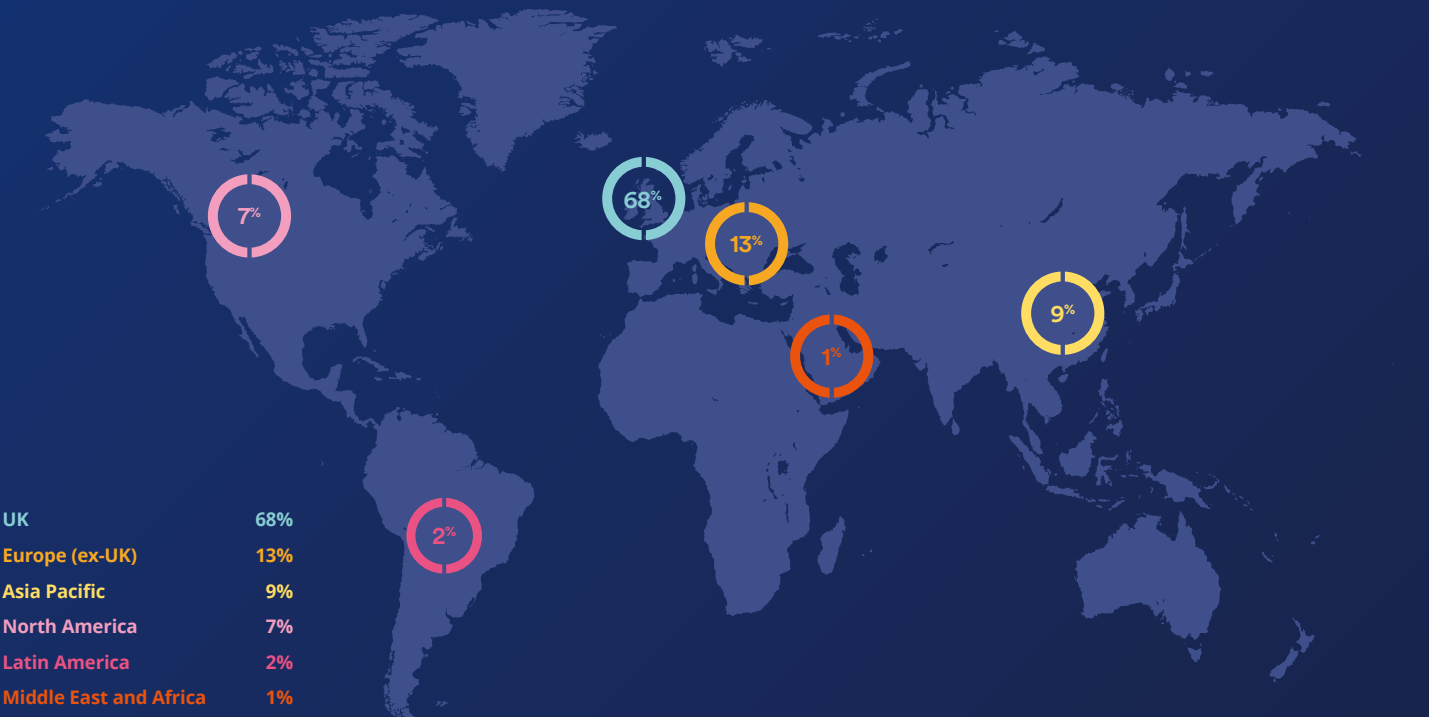 7%
68%
13%
9%
1%
2%
UK 68%
Europe (ex-UK) 13%
Asia Pacific 9%
North America 7%
Latin America 2%
Middle East and Africa 1%